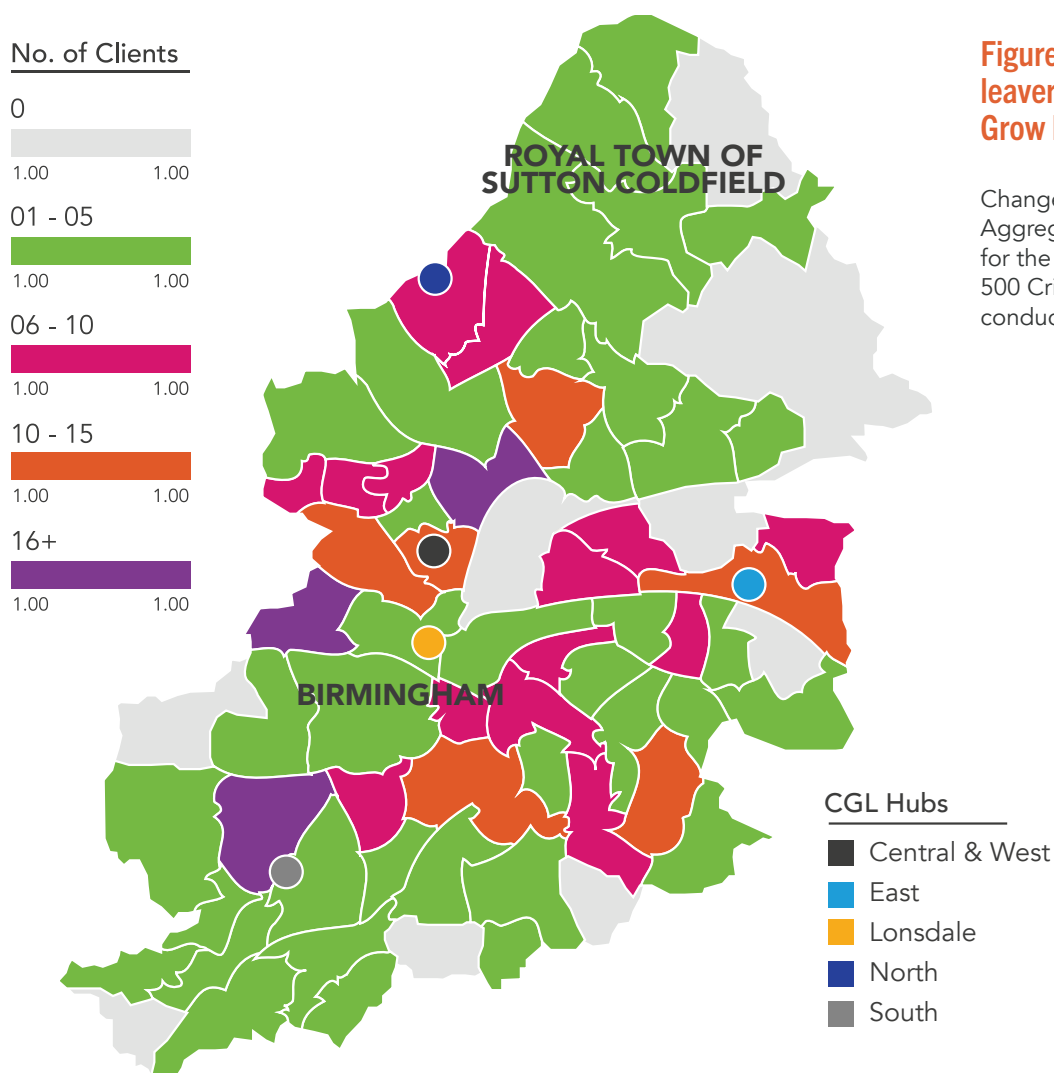 No. of Clients
0
1.00 1.00
01 - 05
1.00 1.00
06 - 10
1.00 1.00
10 - 15
1.00 1.00
16+
1.00 1.00
ROYAL TOWN OF
SUTTON COLDFIELD
BIRMINGHAM
Figure
leaver
Grow
Change
Aggreg
for the
500 Cri
conduc
CGL Hubs
Central & West
East
Lonsdale
North
South